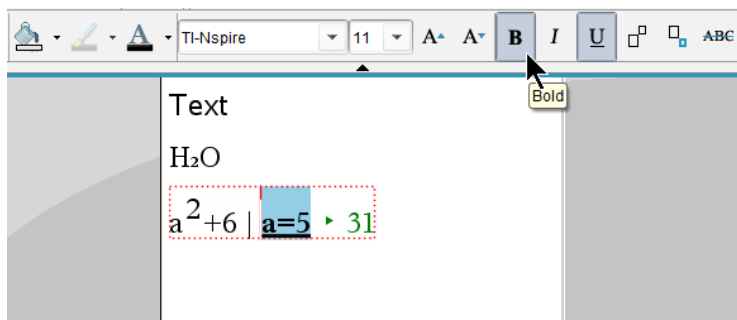 TI-Nspire 11 A A B I U ABC
Bold
Text
H₂O
a²+6 | a=5 ▸ 31